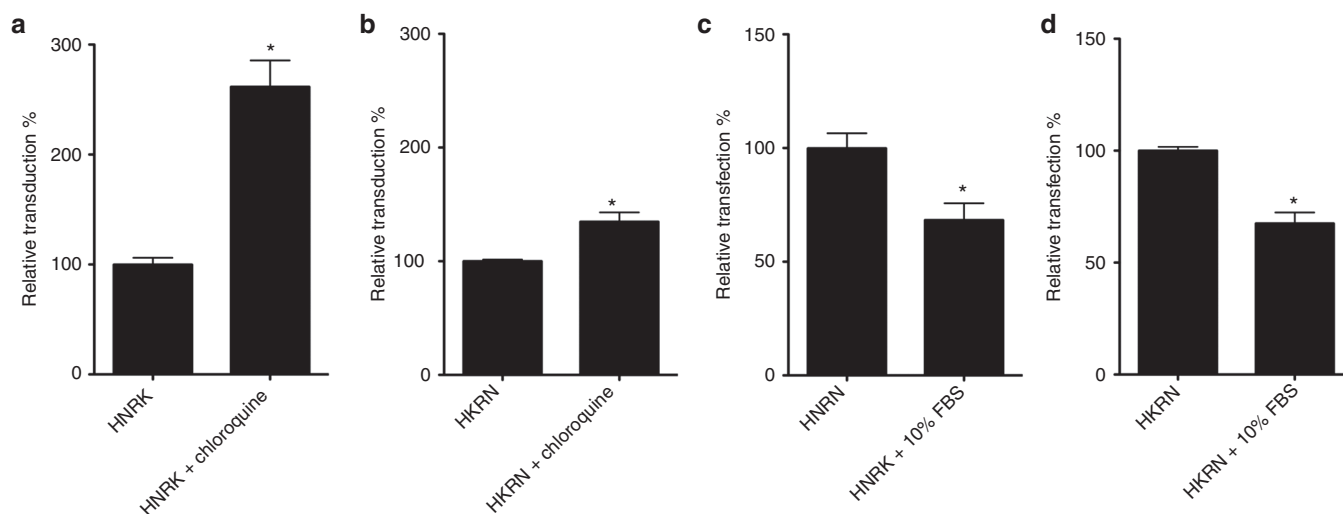 a
Relative transduction %
300
200
100
0
*
HNRK
HNRK + chloroquine
b
Relative transduction %
300
200
100
0
*
HKRN
HKRN + chloroquine
c
Relative transfection %
150
100
50
0
*
HNRN
HNRK + 10% FBS
d
Relative transfection %
150
100
50
0
*
HKRN
HKRN + 10% FBS